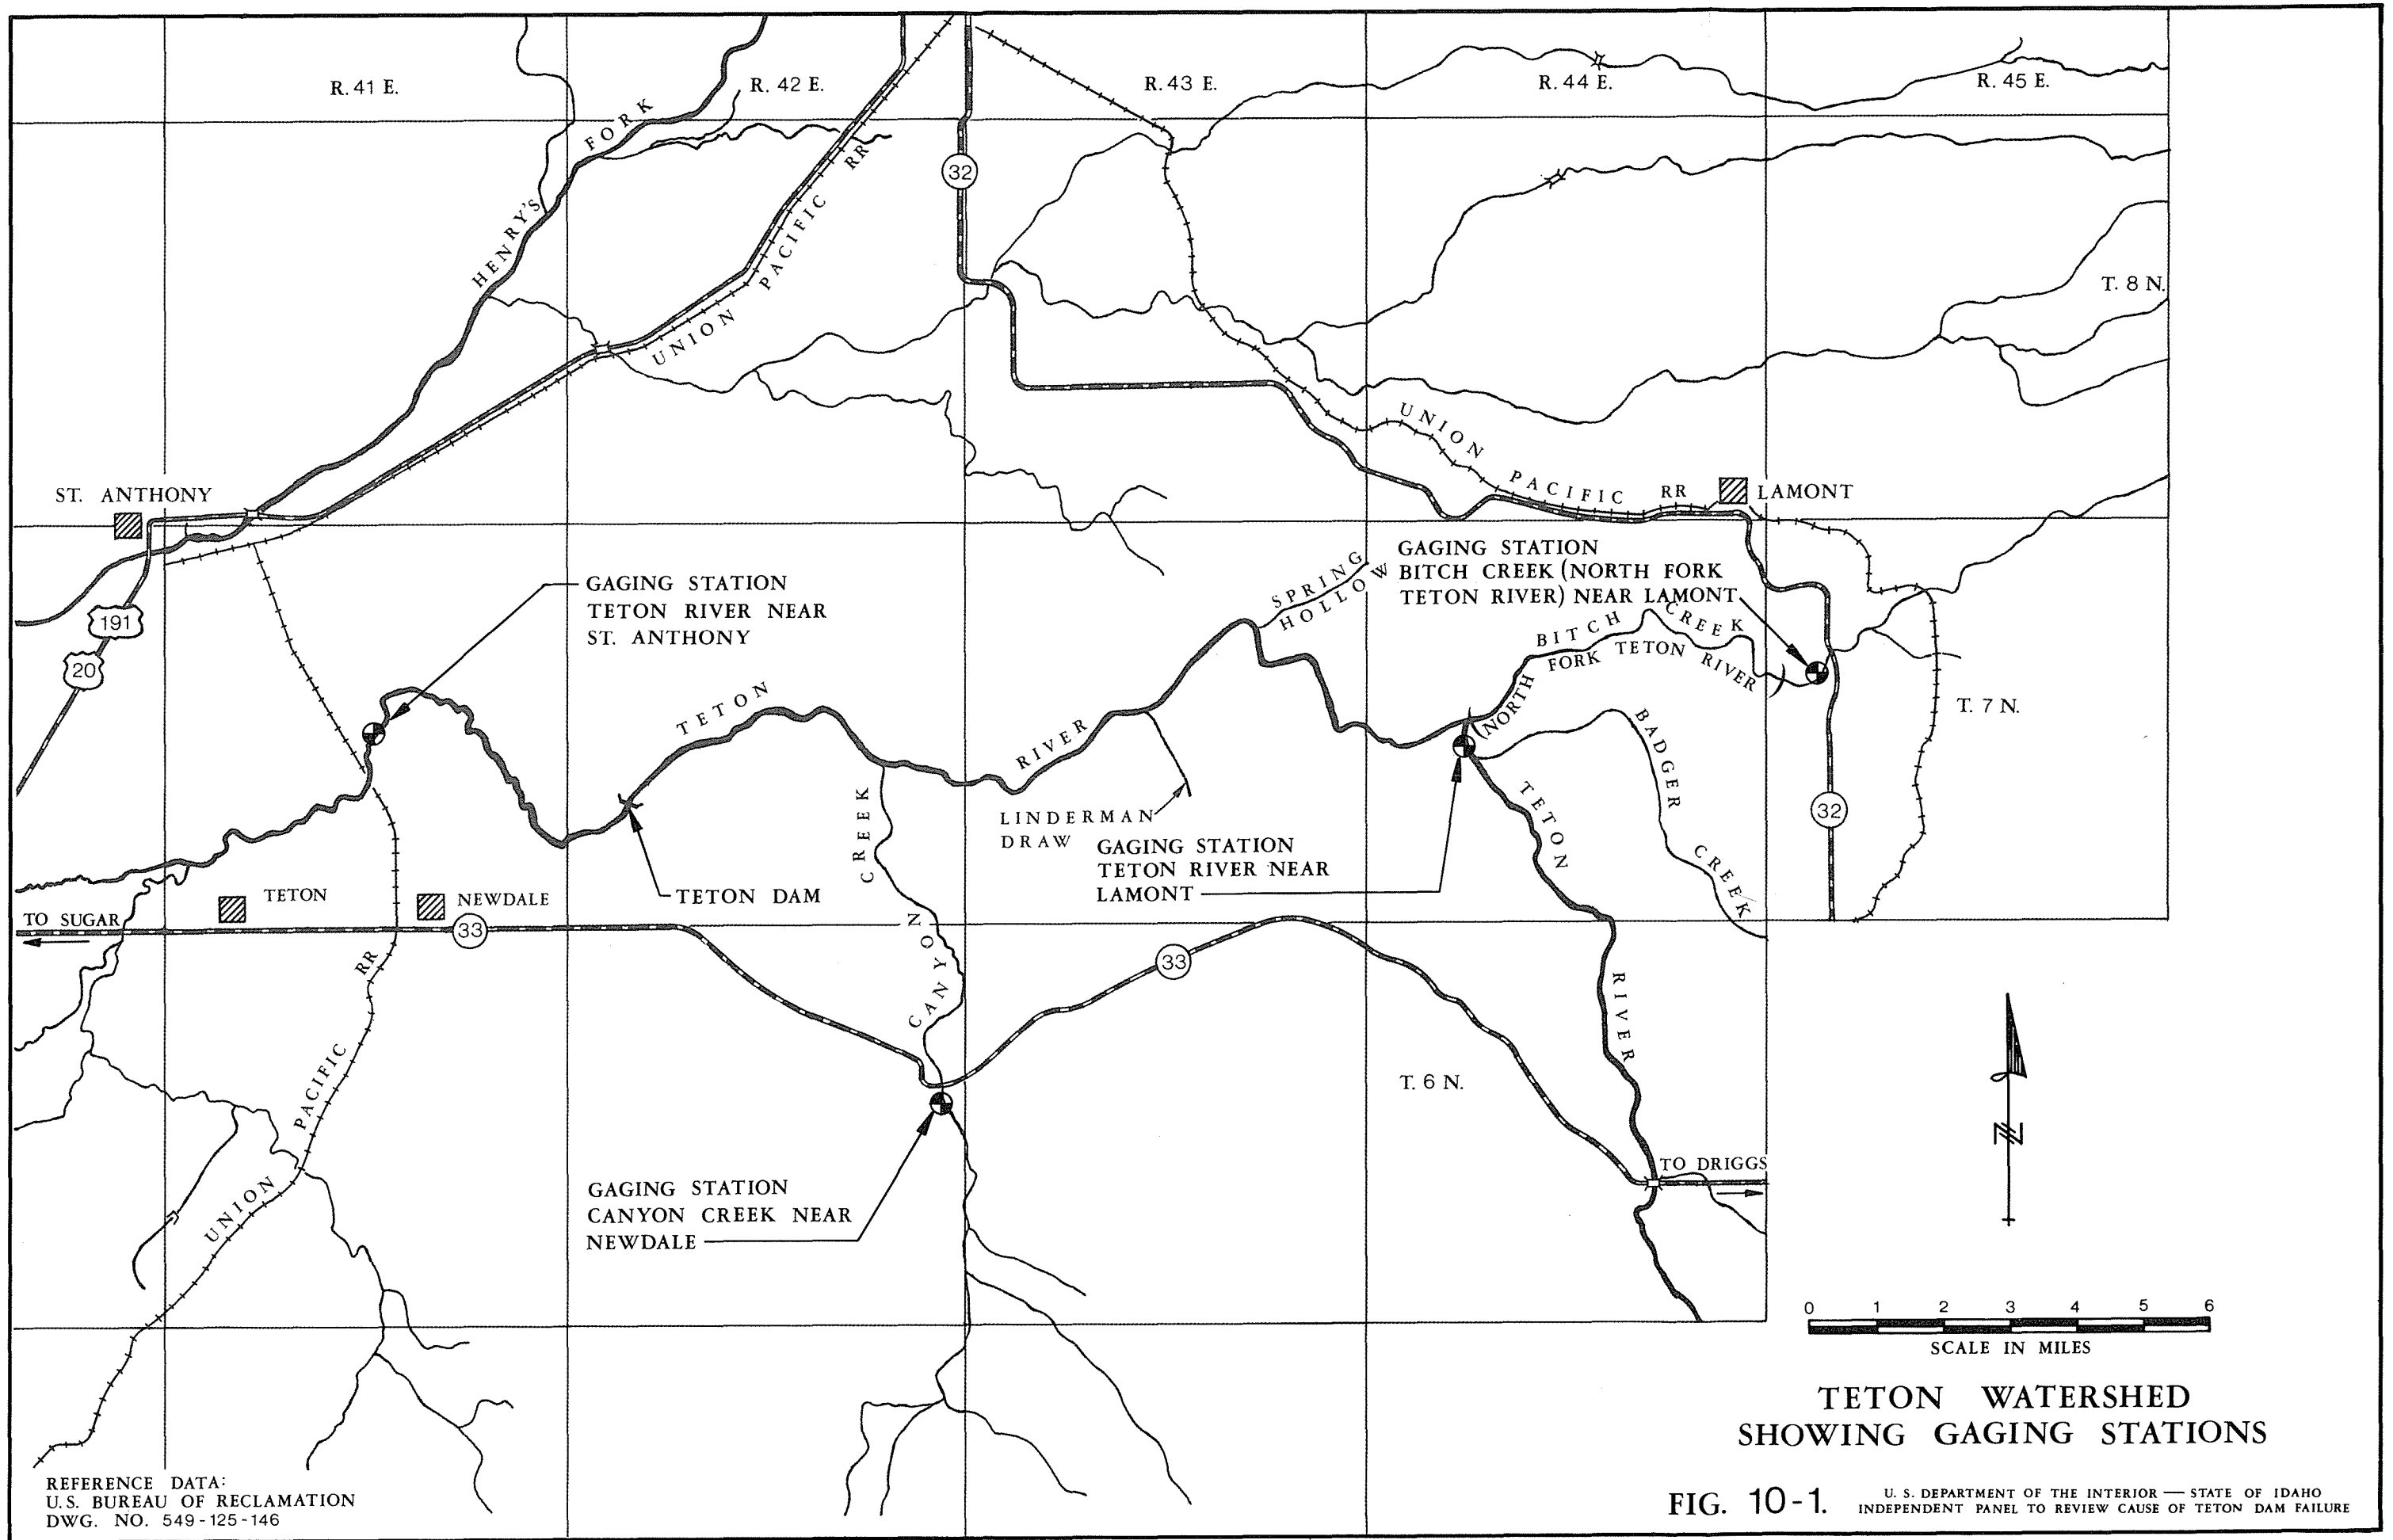 R. 41 E.
R. 42 E.
R. 43 E.
R. 44 E.
R. 45 E.
HENRY'S FORK
32
UNION PACIFIC RR
T. 8 N.
UNION PACIFIC RR
ST. ANTHONY
LAMONT
191
20
GAGING STATION
TETON RIVER NEAR
ST. ANTHONY
SPRING
HOLLOW
GAGING STATION
BITCH CREEK (NORTH FORK
TETON RIVER) NEAR LAMONT
BITCH CREEK
(NORTH FORK TETON RIVER)
T. 7 N.
TETON RIVER
BADGER CREEK
32
LINDERMAN
DRAW
GAGING STATION
TETON RIVER NEAR
LAMONT
TETON RIVER
TETON DAM
CANYON CREEK
TETON
NEWDALE
TO SUGAR
33
33
UNION PACIFIC RR
T. 6 N.
TO DRIGGS
GAGING STATION
CANYON CREEK NEAR
NEWDALE
N
0 1 2 3 4 5 6
SCALE IN MILES
TETON WATERSHED
SHOWING GAGING STATIONS
REFERENCE DATA:
U.S. BUREAU OF RECLAMATION
DWG. NO. 549-125-146
FIG. 10-1.
U. S. DEPARTMENT OF THE INTERIOR — STATE OF IDAHO
INDEPENDENT PANEL TO REVIEW CAUSE OF TETON DAM FAILURE